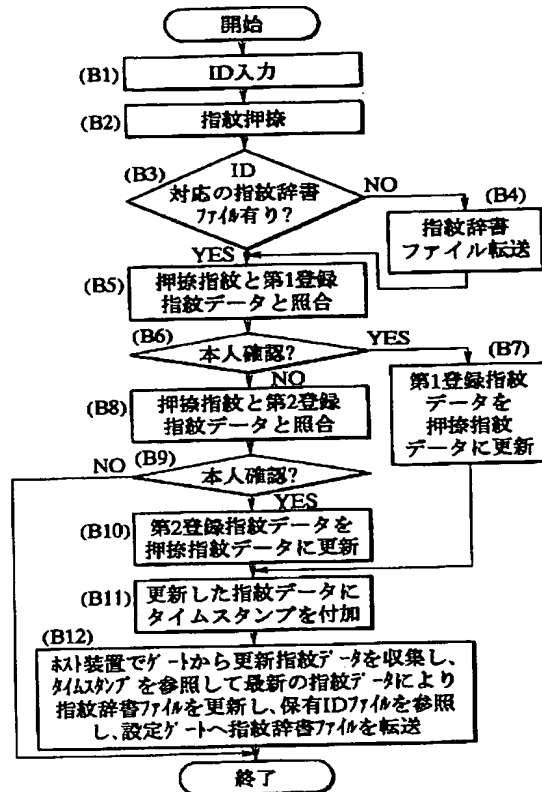 開始
(B1)
ID入力
(B2)
指紋押捺
(B3)
ID
対応の指紋辞書
ファイル有り？
NO
(B4)
指紋辞書
ファイル転送
YES
(B5)
押捺指紋と第1登録
指紋データと照合
(B6)
本人確認？
YES
(B7)
第1登録指紋
データを
押捺指紋
データに更新
NO
(B8)
押捺指紋と第2登録
指紋データと照合
NO
(B9)
本人確認？
YES
(B10)
第2登録指紋データを
押捺指紋データに更新
(B11)
更新した指紋データに
タイムスタンプを付加
(B12)
ホスト装置でゲートから更新指紋データを収集し、
タイムスタンプを参照して最新の指紋データにより
指紋辞書ファイルを更新し、保有IDファイルを参照
し、設定ゲートへ指紋辞書ファイルを転送
終了